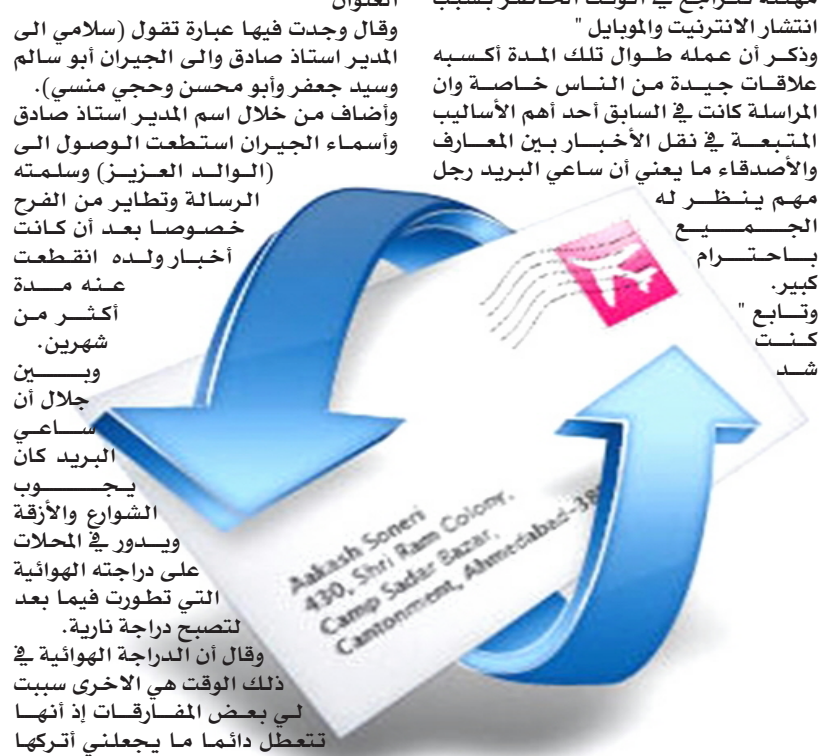 مهنته تتراجع في الوقت الحاضر بسبب
انتشار الانترنيت والموبايل "
وذكر أن عمله طوال تلك المدة أكسبه
علاقات جيدة من الناس خاصة وان
المراسلة كانت في السابق أحد أهم الأساليب
المتبعة في نقل الأخبار بين المعارف
والأصدقاء ما يعني أن ساعي البريد رجل
مهم ينظر له
الجميع
باحترام
كبير.
وتابع "
كنت
شد
العنوان
وقال وجدت فيها عبارة تقول (سلامي الى
المدير استاذ صادق والى الجيران أبو سالم
وسيد جعفر وأبو محسن وحجي منسي).
وأضاف من خلال اسم المدير استاذ صادق
وأسماء الجيران استطعت الوصول الى
(الوالد العزيز) وسلمته
الرسالة وتطاير من الفرح
خصوصا بعد أن كانت
أخبار ولده انقطعت
عنه مدة
أكثر من
شهرين.
وبين
جلال أن
ساعي
البريد كان
يجوب
الشوارع والأزقة
ويدور في المحلات
على دراجته الهوائية
التي تطورت فيما بعد
لتصبح دراجة نارية.
وقال أن الدراجة الهوائية في
ذلك الوقت هي الاخرى سببت
لي بعض المفارقات إذ أنها
تتعطل دائما ما يجعلني أتركها
Aakash Soneri
430, Shri Ram Colony,
Camp Sadar Bazar,
Cantonment, Ahmedabad-38